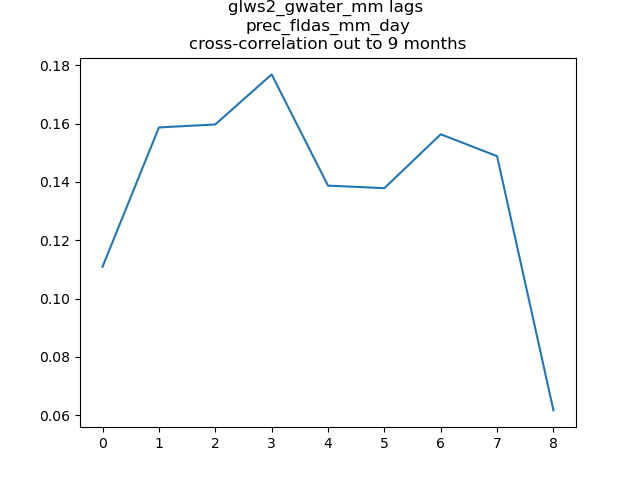 glws2_gwater_mm lags
prec_fldas_mm_day
cross-correlation out to 9 months
0.18
0.16
0.14
0.12
0.10
0.08
0.06
0 1 2 3 4 5 6 7 8